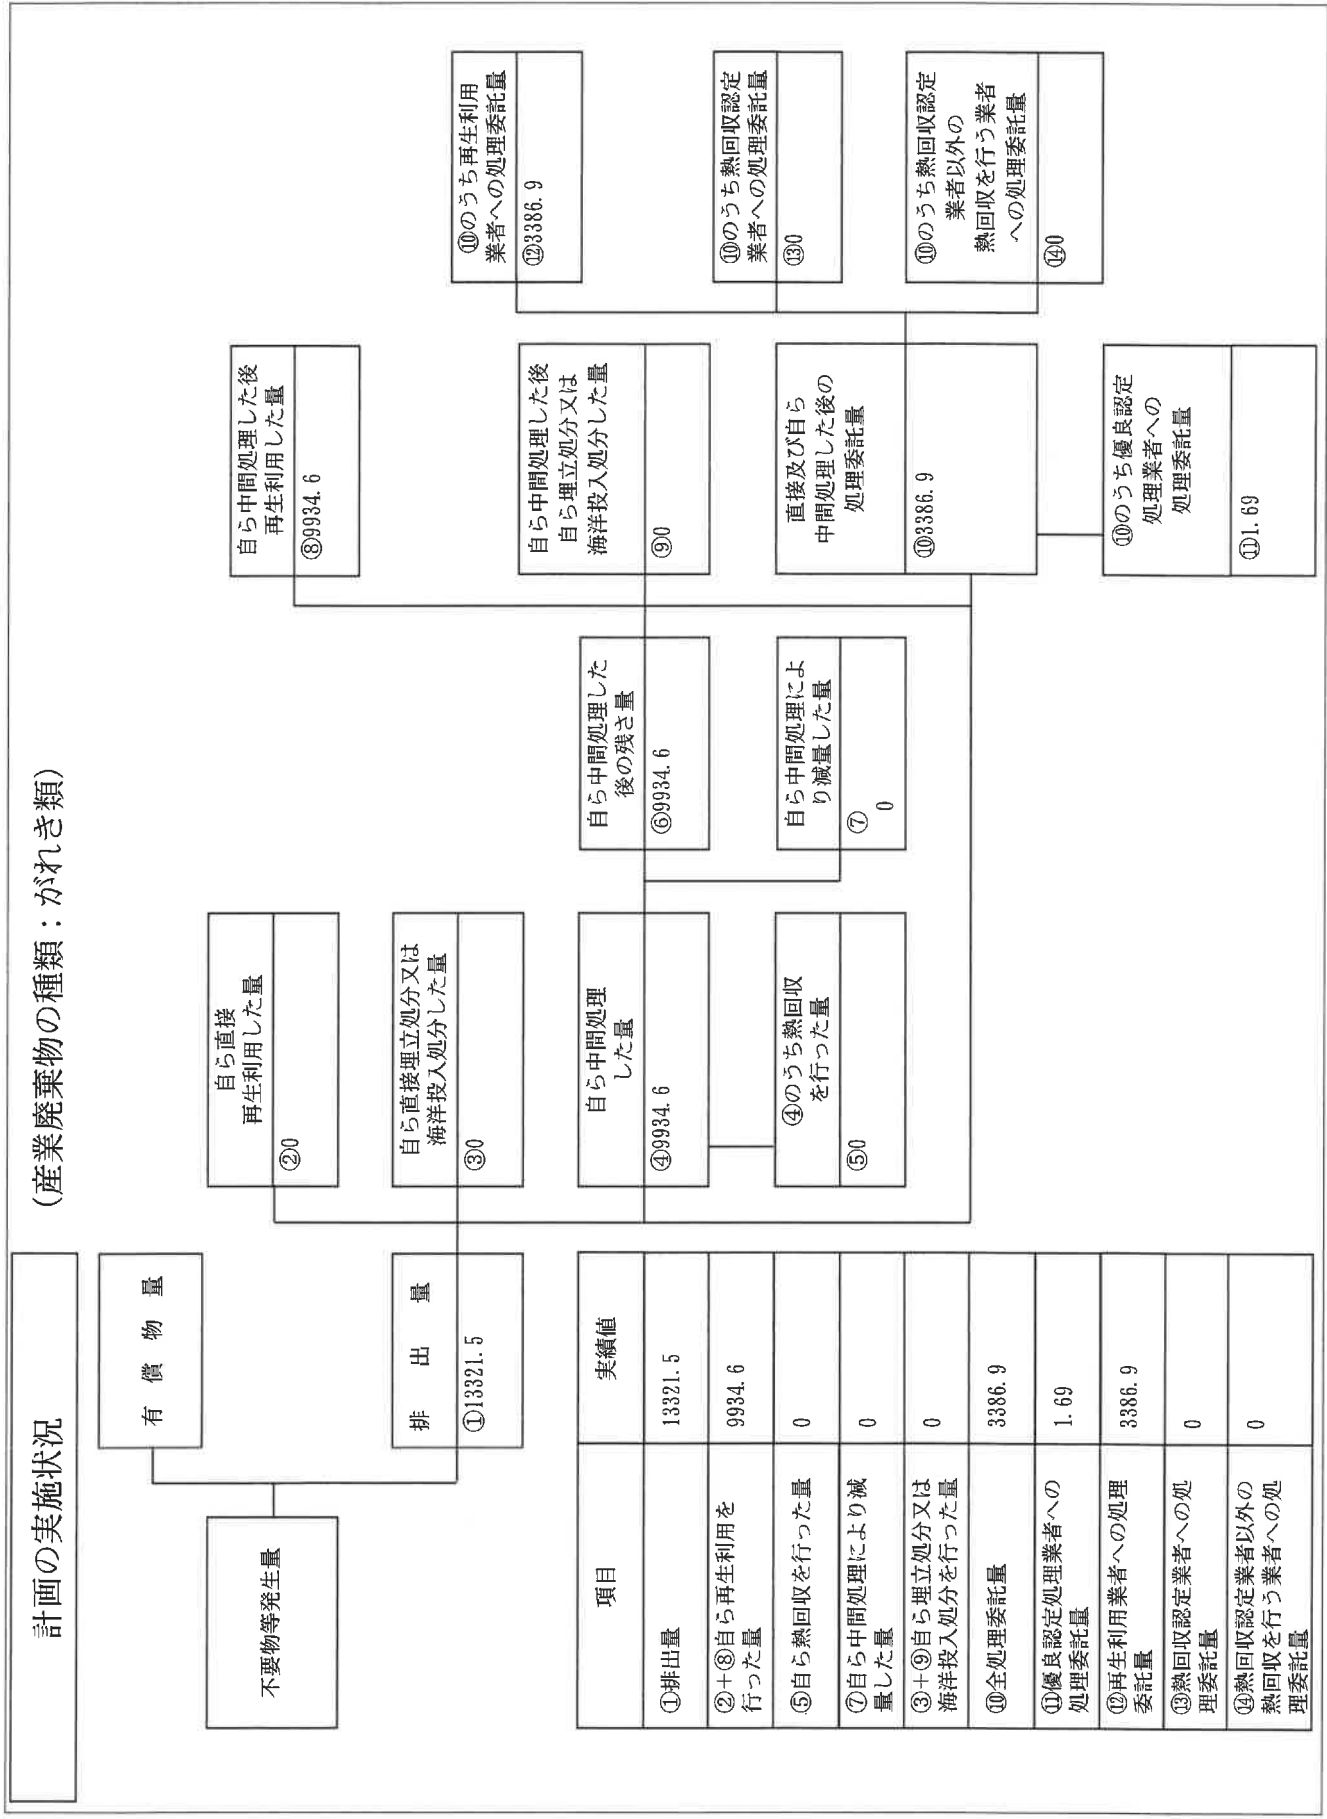 計画の実施状況
（産業廃棄物の種類：がれき類）
不要物等発生量
有償物量
排出量
①13321.5
自ら直接
再生利用した量
②0
自ら直接埋立処分又は
海洋投入処分した量
③0
自ら中間処理
した量
④9934.6
④のうち熱回収
を行った量
⑤0
自ら中間処理した
後の残さ量
⑥9934.6
自ら中間処理によ
り減量した量
⑦
0
自ら中間処理した後
再生利用した量
⑧9934.6
自ら中間処理した後
自ら埋立処分又は
海洋投入処分した量
⑨0
直接及び自ら
中間処理した後の
処理委託量
⑩3386.9
⑩のうち優良認定
処理業者への
処理委託量
⑪1.69
⑩のうち再生利用
業者への処理委託量
⑫3386.9
⑩のうち熱回収認定
業者への処理委託量
⑬0
⑩のうち熱回収認定
業者以外の
熱回収を行う業者
への処理委託量
⑭0
項目
実績値
①排出量
13321.5
②+⑧自ら再生利用を
行った量
9934.6
⑤自ら熱回収を行った量
0
⑦自ら中間処理により減
量した量
0
③+⑨自ら埋立処分又は
海洋投入処分を行った量
0
⑩全処理委託量
3386.9
⑪優良認定処理業者への
処理委託量
1.69
⑫再生利用業者への処理
委託量
3386.9
⑬熱回収認定業者への処
理委託量
0
⑭熱回収認定業者以外の
熱回収を行う業者への処
理委託量
0